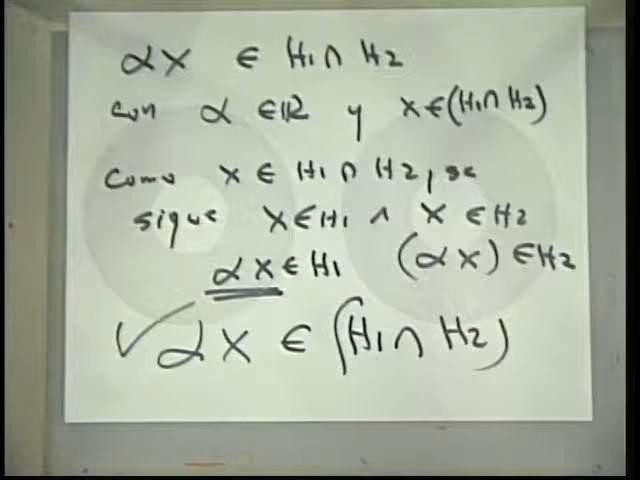 αx ∈ H1 ∩ H2
con α ∈ ℝ y x∈(H1∩ H2)
como x ∈ H1 ∩ H2, se
sigue x∈H1 ∧ x ∈H2
αx∈H1 (αx) ∈H2
✓αx ∈ (H1∩ H2)